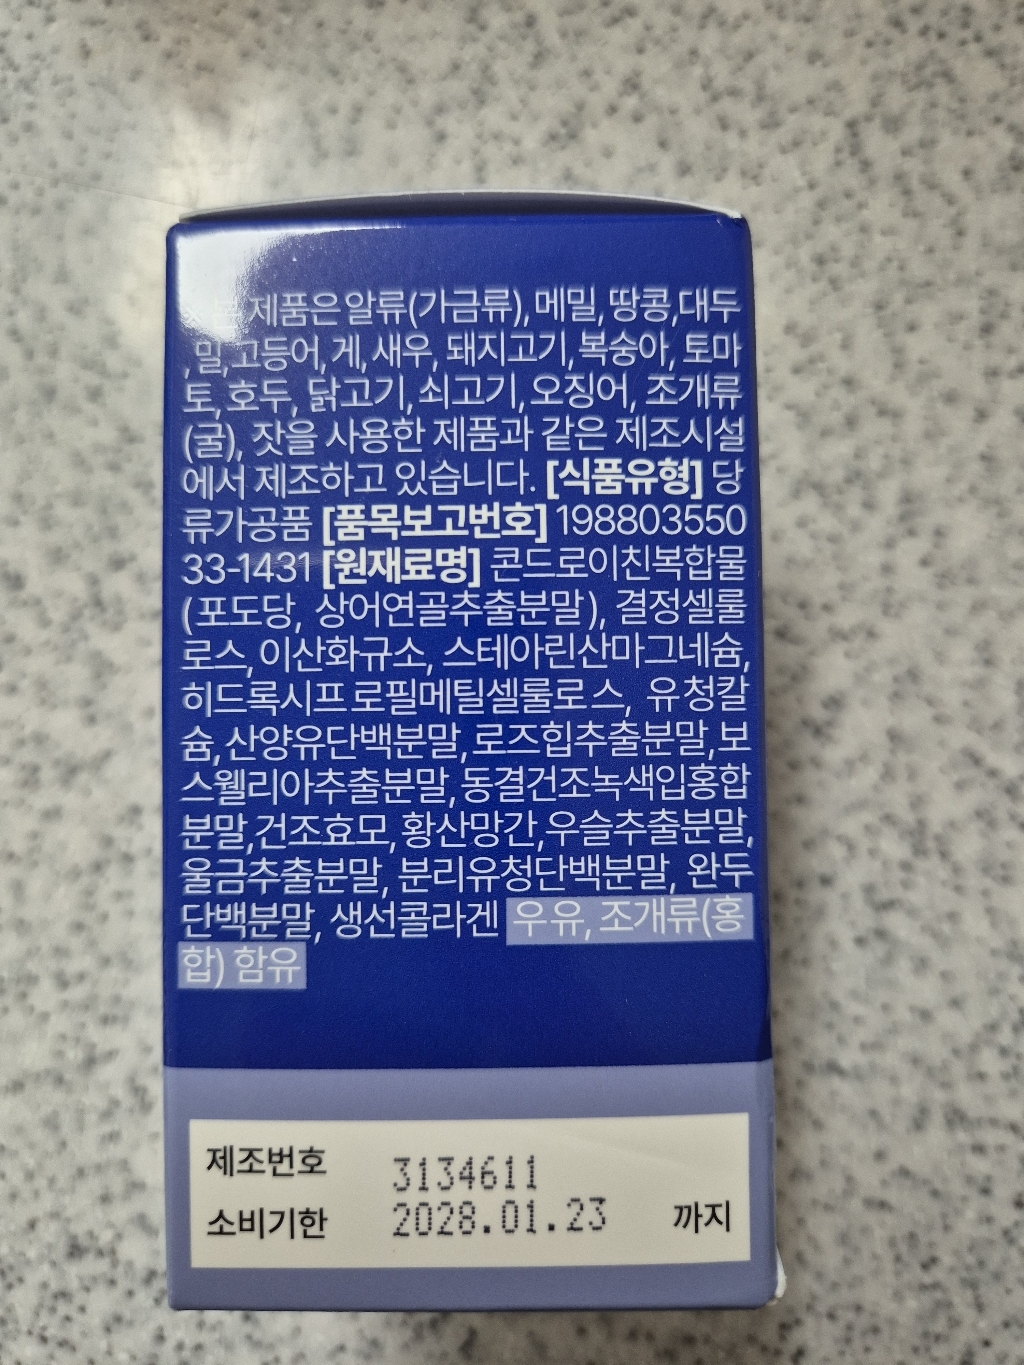 본 제품은 알류(가금류), 메밀, 땅콩,대두
,밀,고등어,게,새우, 돼지고기,복숭아, 토마
토, 호두, 닭고기, 쇠고기, 오징어, 조개류
(굴), 잣을 사용한 제품과 같은 제조시설
에서 제조하고 있습니다. [식품유형] 당
류가공품 [품목보고번호] 198803550
33-1431 [원재료명] 콘드로이친복합물
(포도당, 상어연골추출분말), 결정셀룰
로스, 이산화규소, 스테아린산마그네슘,
히드록시프로필메틸셀룰로스, 유청칼
슘, 산양유단백분말, 로즈힙추출분말,보
스웰리아추출분말,동결건조녹색입홍합
분말,건조효모,황산망간,우슬추출분말,
울금추출분말, 분리유청단백분말, 완두
단백분말, 생선콜라겐 우유, 조개류(홍
합) 함유
제조번호 3134611
소비기한 2028.01.23 까지